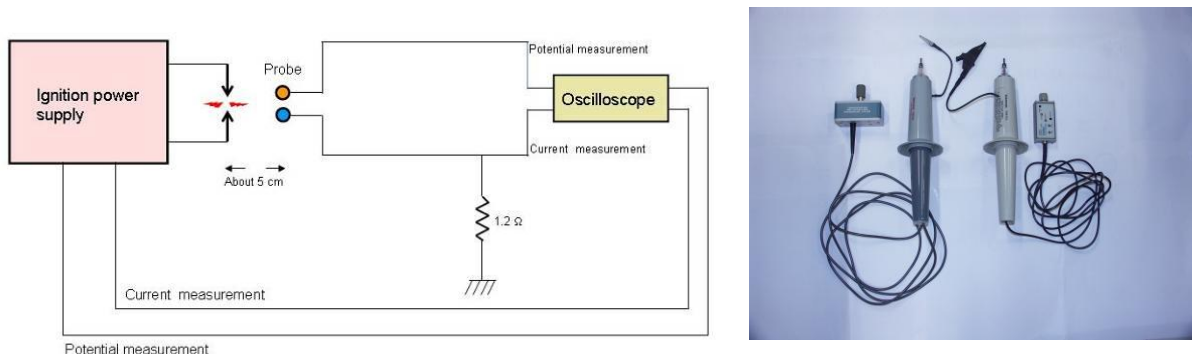 Ignition power
supply
Probe
About 5 cm
Potential measurement
Oscilloscope
Current measurement
1.2 Ω
Current measurement
Potential measurement